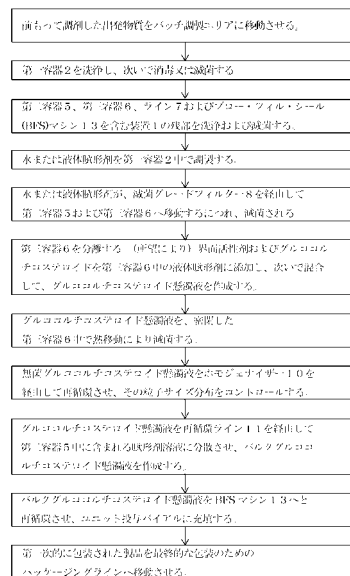 前もって調剤した出発物質をバッチ調製エリアに移動させる。
第一容器2を洗浄し、次いで消毒又は滅菌する
第二容器5、第三容器6、ライン7およびブロー・フィル・シール
(BFS)マシン13を含む装置1の残部を洗浄および滅菌する。
水または液体賦形剤を第一容器2中で調製する。
水または液体賦形剤が、滅菌グレードフィルター8を経由して
第二容器5および第三容器6へ移動するにつれ、滅菌される
第三容器6を分離する (所望により) 界面活性剤およびグルココル
チコステロイドを第三容器6中の液体賦形剤に添加し、次いで混合
して、グルココルチコステロイド懸濁液を作成する。
グルココルチコステロイド懸濁液を、密閉した
第三容器6中で熱移動により滅菌する。
無菌グルココルチコステロイド懸濁液をホモジェナイザー10を
経由して再循環させ、その粒子サイズ分布をコントロールする。
グルココルチコステロイド懸濁液を再循環ライン11を経由して
第二容器5中に含まれる賦形剤溶液に分散させ、バルクグルココ
ルチコステロイド懸濁液を作成する。
バルクグルココルチコステロイド懸濁液をBFSマシン13へと
再循環させ、ユニット投与バイアルに充填する。
第一次的に包装された製品を最終的な包装のための
パッケージングラインへ移動させる。